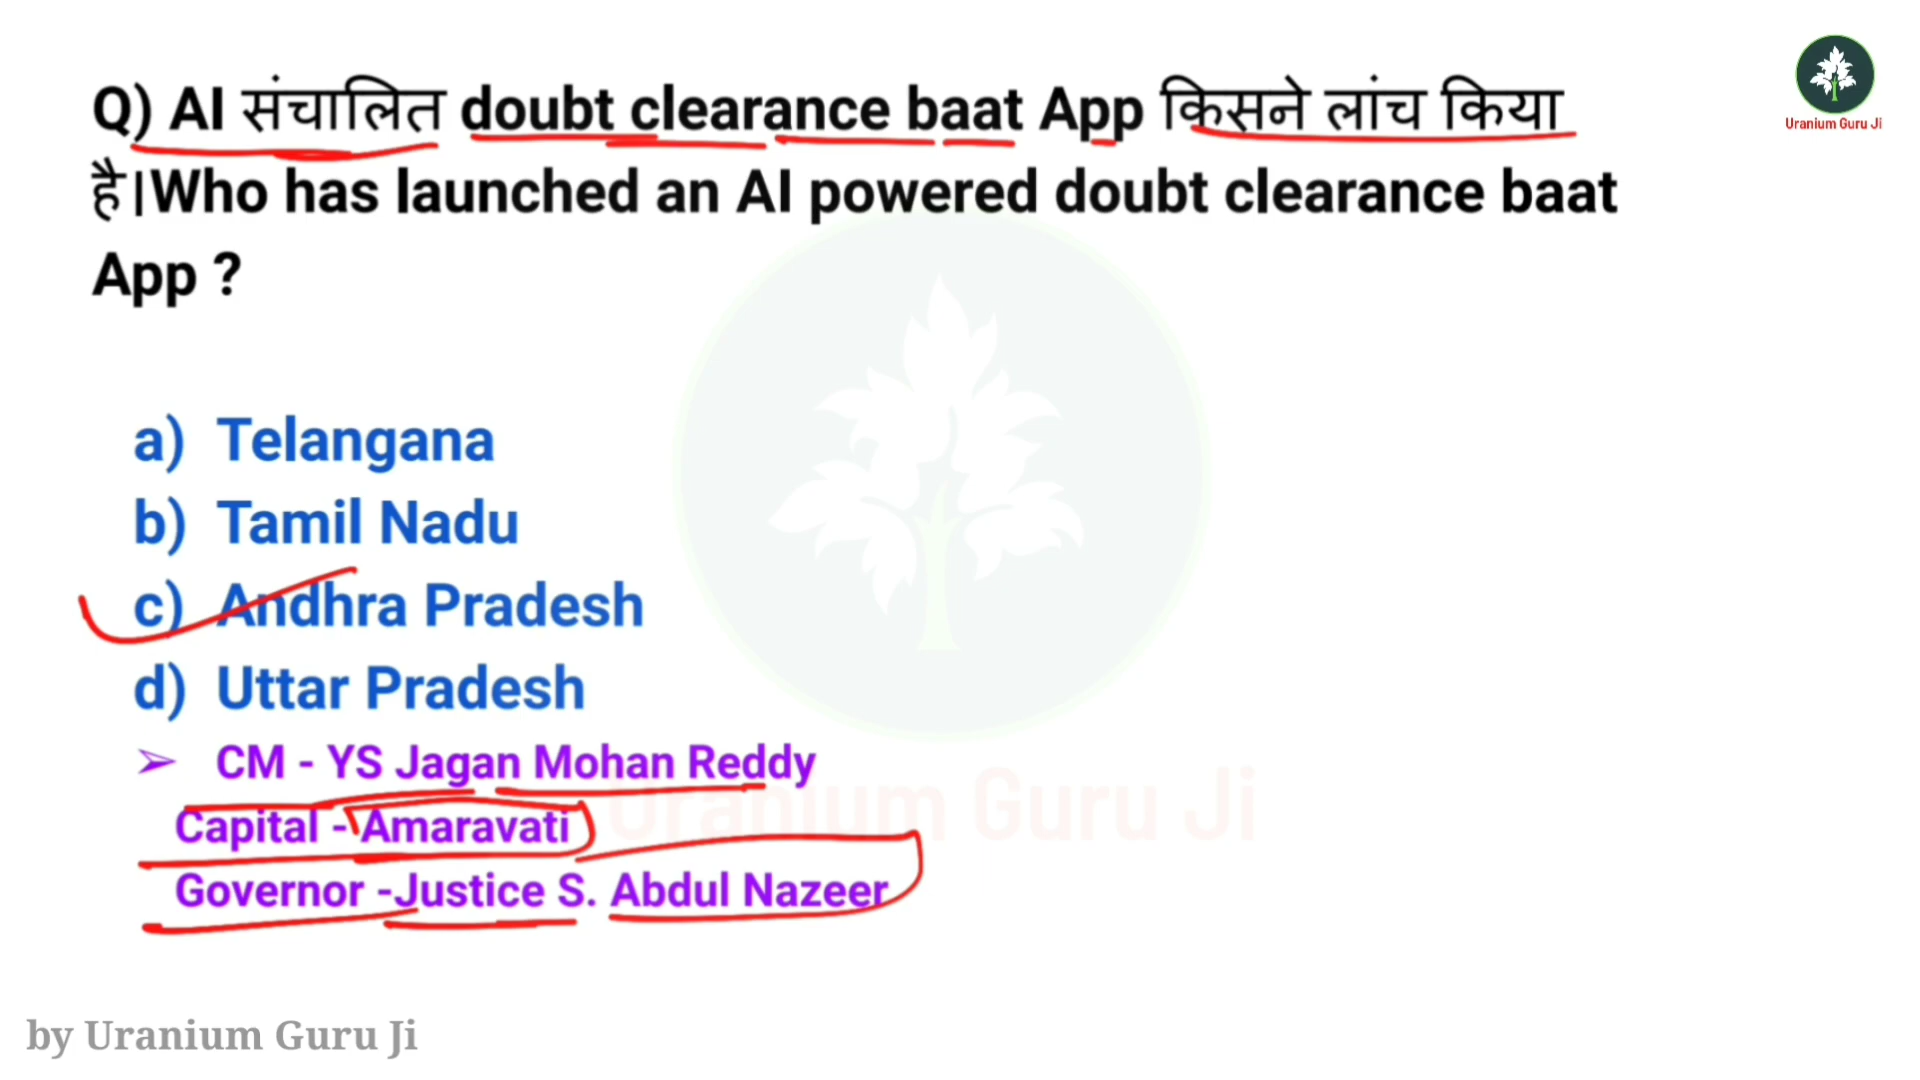 Q) AI संचालित doubt clearance baat App किसने लांच किया
है।Who has launched an AI powered doubt clearance baat
App ?
Uranium Guru Ji
a) Telangana
b) Tamil Nadu
c) Andhra Pradesh
d) Uttar Pradesh
➢ CM - YS Jagan Mohan Reddy
Capital - Amaravati
Governor -Justice S. Abdul Nazeer
Uranium Guru Ji
by Uranium Guru Ji